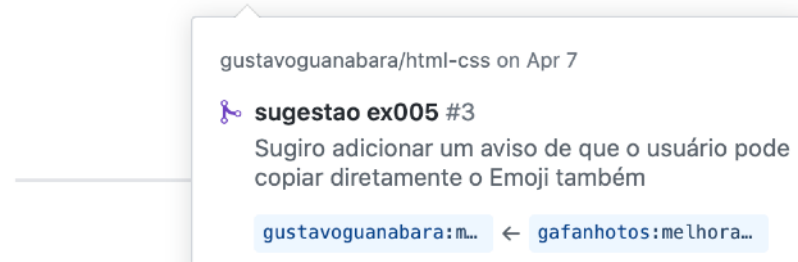 gustavoguanabara/html-css on Apr 7
sugestao ex005 #3
Sugiro adicionar um aviso de que o usuário pode
copiar diretamente o Emoji também
gustavoguanabara:m… ← gafanhotos:melhora…